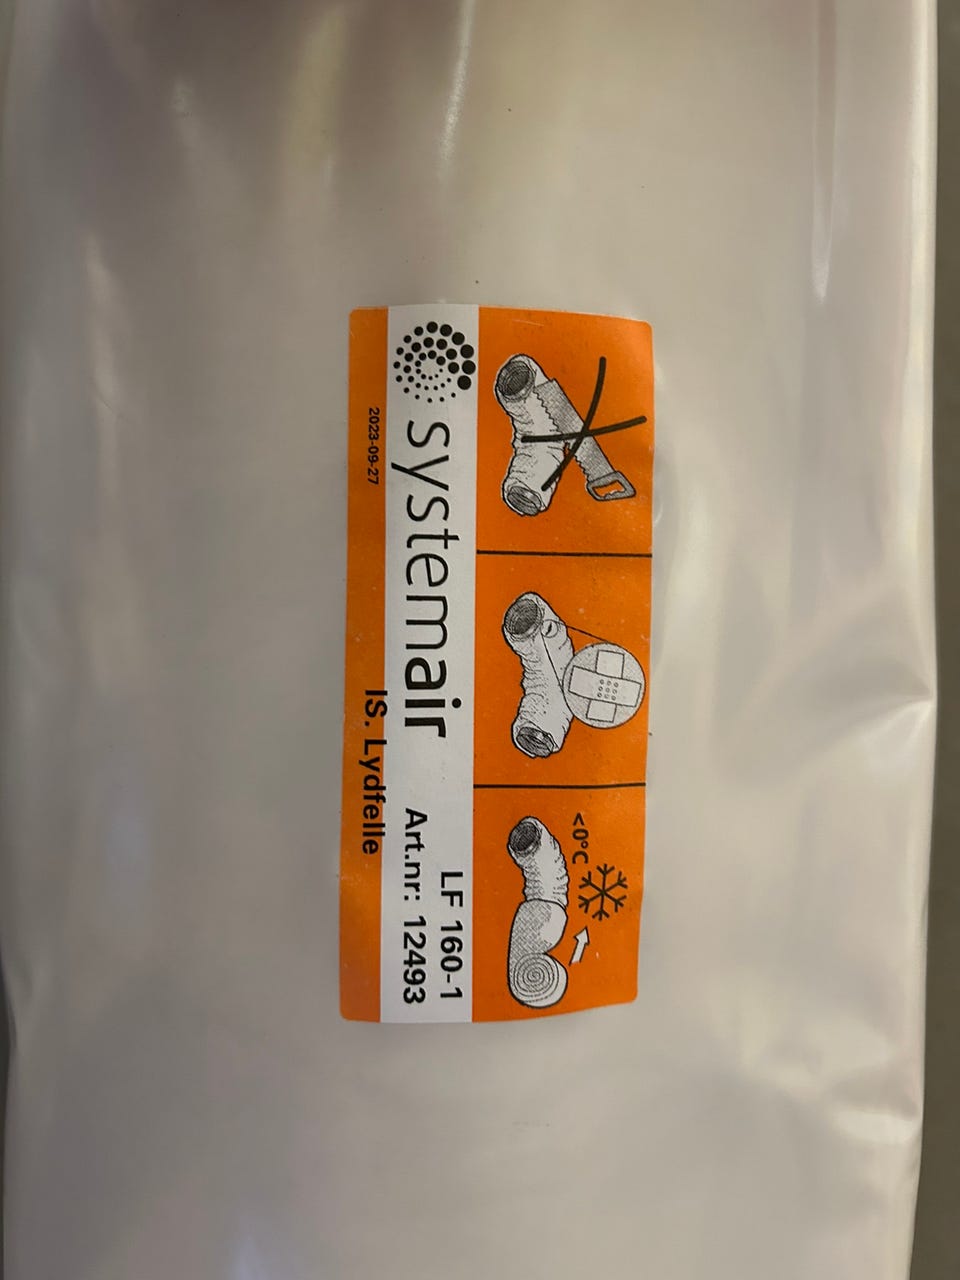 <0°C
systemair
LF 160-1
Art.nr: 12493
2023-09-27
IS. Lydfelle